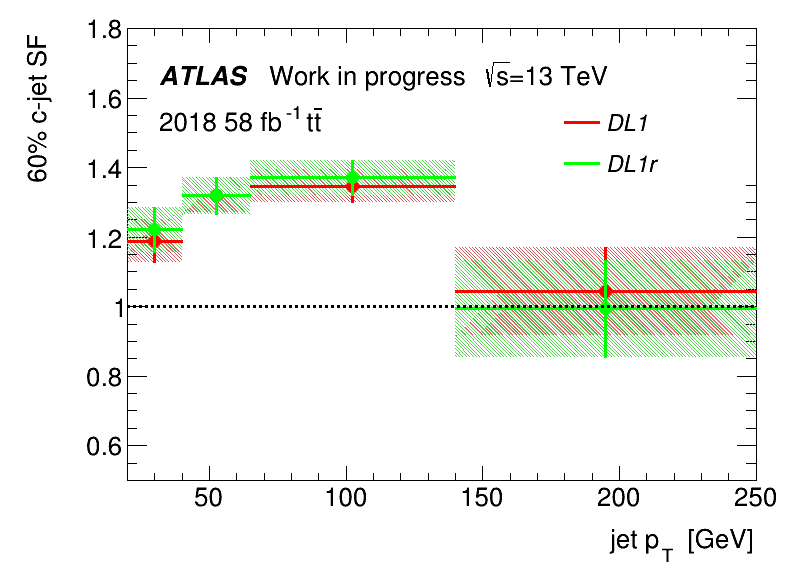 60% c-jet SF
1.8
1.6
1.4
1.2
1
0.8
0.6
ATLAS Work in progress √s=13 TeV
2018 58 fb⁻¹ tt̅
DL1
DL1r
50 100 150 200 250
jet p_T [GeV]